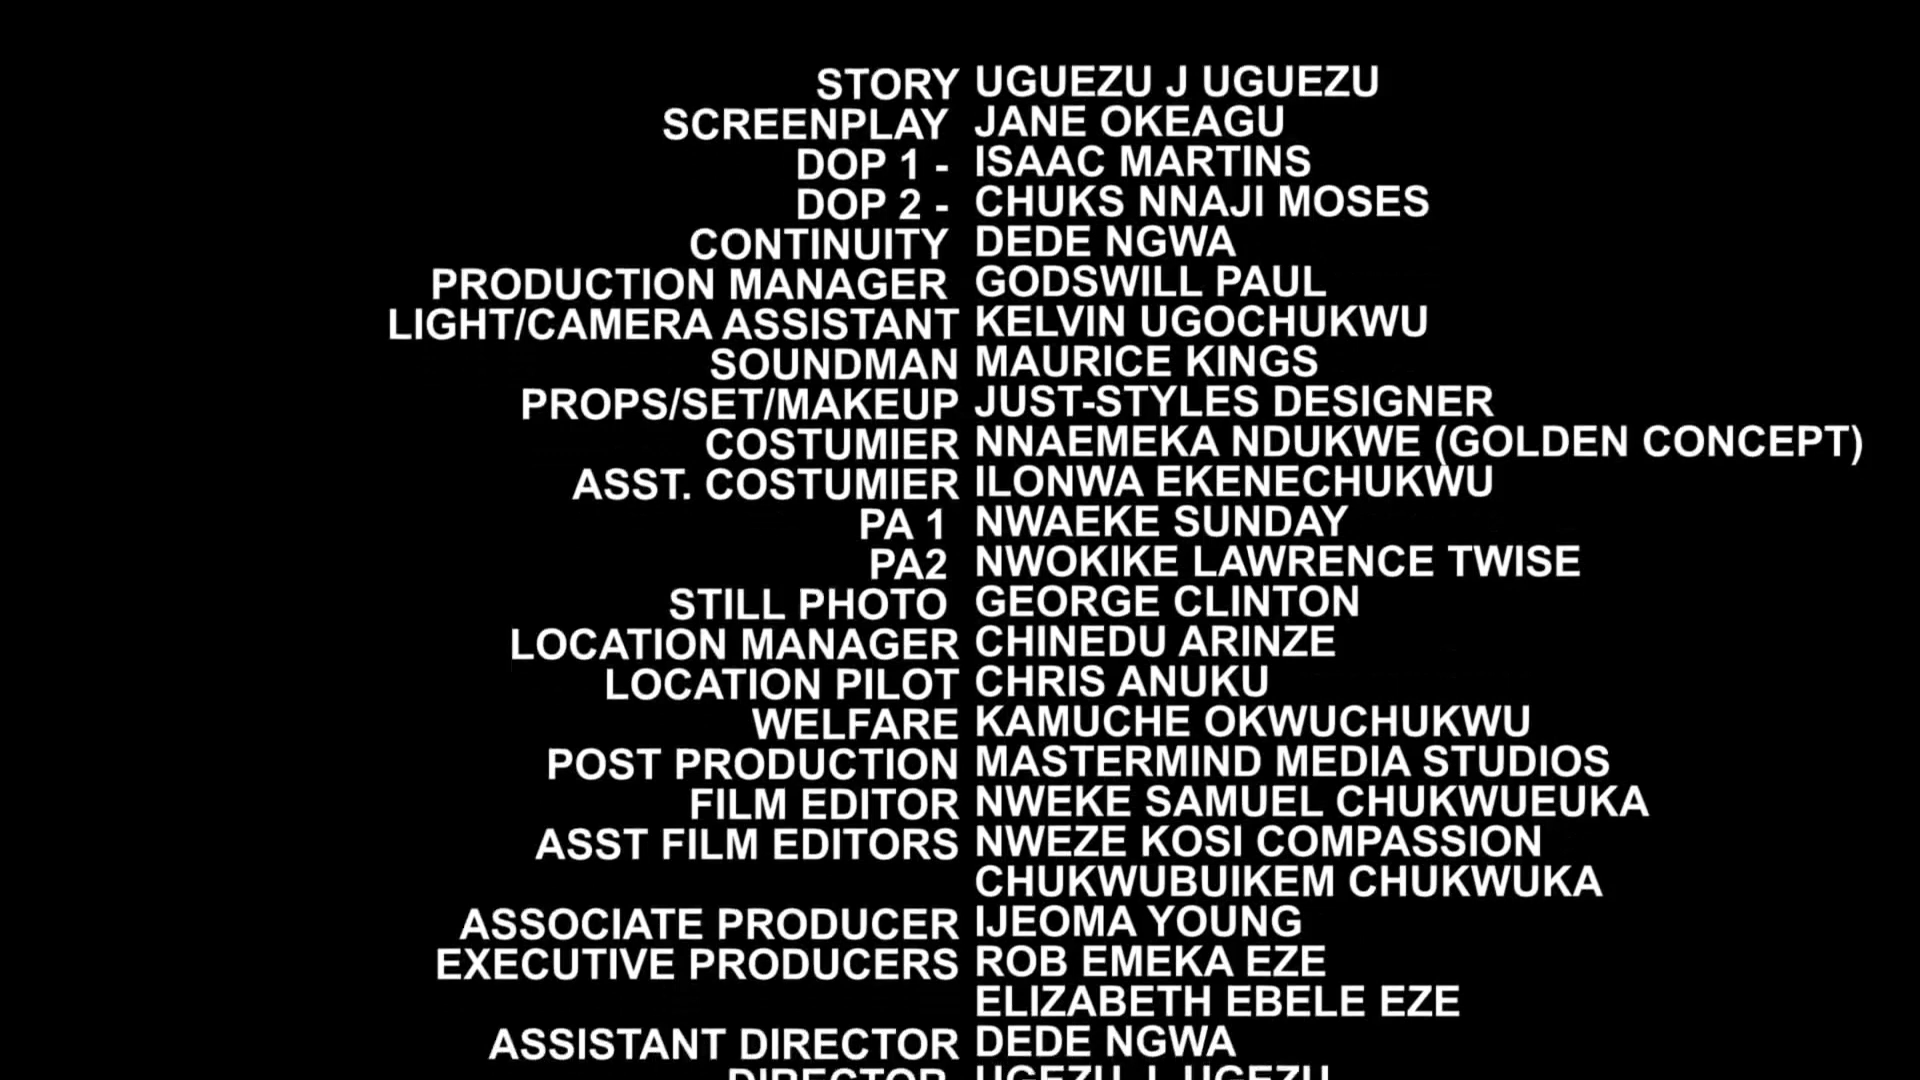 STORY UGUEZU J UGUEZU
SCREENPLAY JANE OKEAGU
DOP 1 - ISAAC MARTINS
DOP 2 - CHUKS NNAJI MOSES
CONTINUITY DEDE NGWA
PRODUCTION MANAGER GODSWILL PAUL
LIGHT/CAMERA ASSISTANT KELVIN UGOCHUKWU
SOUNDMAN MAURICE KINGS
PROPS/SET/MAKEUP JUST-STYLES DESIGNER
COSTUMIER NNAEMEKA NDUKWE (GOLDEN CONCEPT)
ASST. COSTUMIER ILONWA EKENECHUKWU
PA 1 NWAEKE SUNDAY
PA2 NWOKIKE LAWRENCE TWISE
STILL PHOTO GEORGE CLINTON
LOCATION MANAGER CHINEDU ARINZE
LOCATION PILOT CHRIS ANUKU
WELFARE KAMUCHE OKWUCHUKWU
POST PRODUCTION MASTERMIND MEDIA STUDIOS
FILM EDITOR NWEKE SAMUEL CHUKWUEUKA
ASST FILM EDITORS NWEZE KOSI COMPASSION
CHUKWUBUIKEM CHUKWUKA
ASSOCIATE PRODUCER IJEOMA YOUNG
EXECUTIVE PRODUCERS ROB EMEKA EZE
ELIZABETH EBELE EZE
ASSISTANT DIRECTOR DEDE NGWA
DIRECTOR UGEZU J. UGEZU